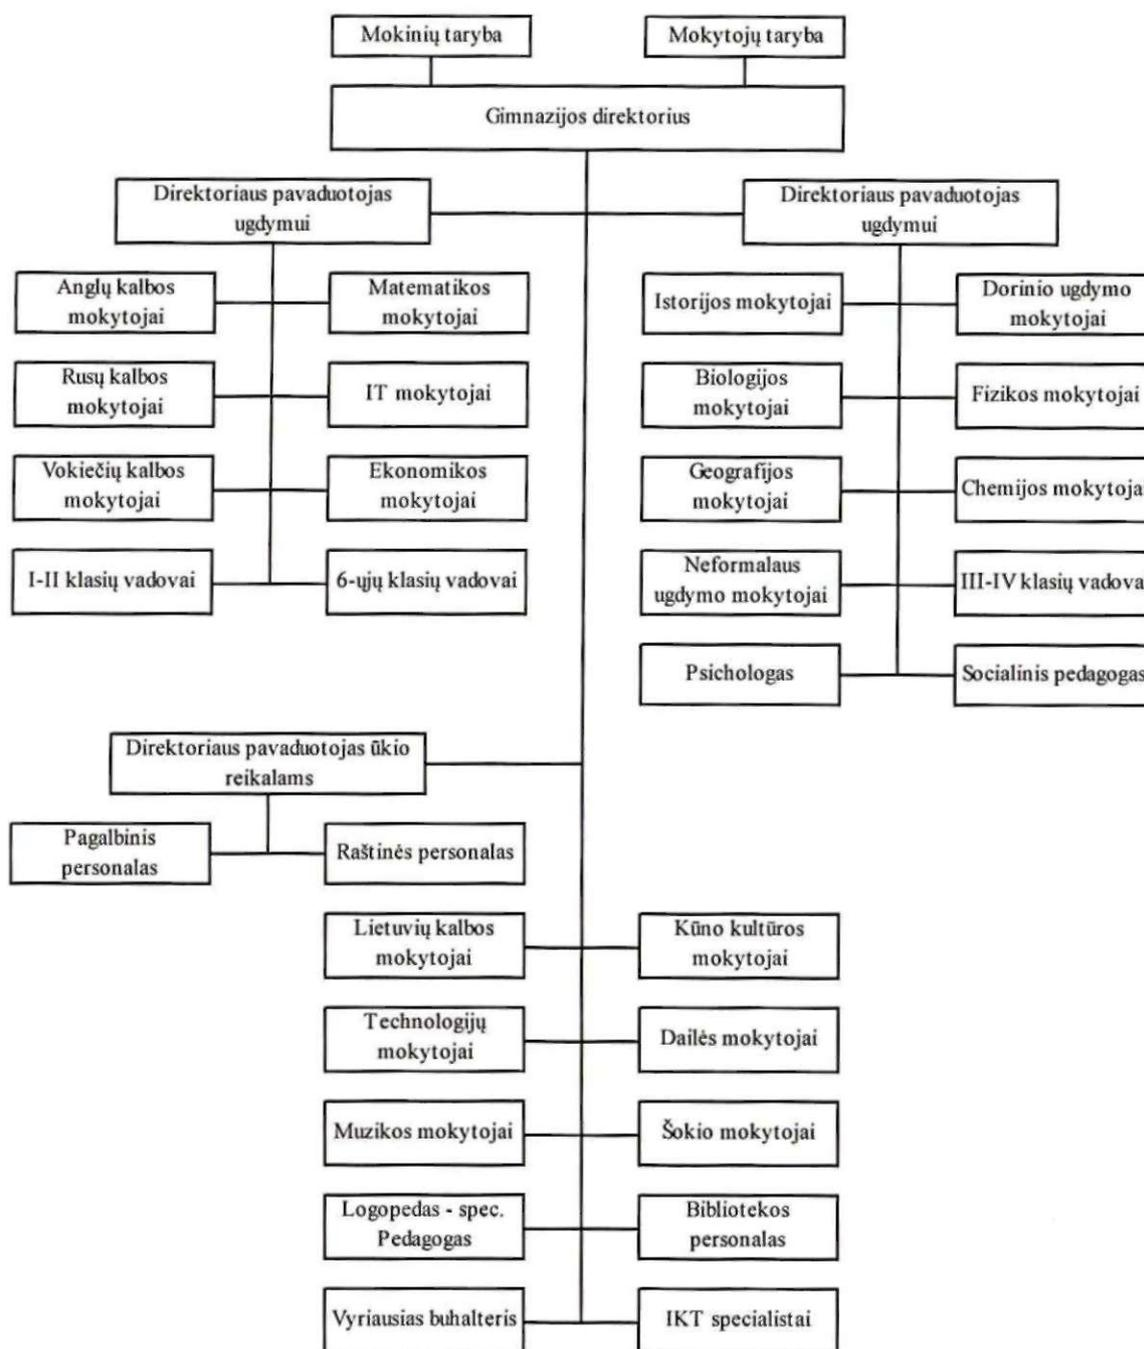 Mokinių taryba
Mokytojų taryba
Gimnazijos direktorius
Direktoriaus pavaduotojas
ugdymui
Direktoriaus pavaduotojas
ugdymui
Anglų kalbos
mokytojai
Matematikos
mokytojai
Istorijos mokytojai
Dorinio ugdymo
mokytojai
Rusų kalbos
mokytojai
IT mokytojai
Biologijos
mokytojai
Fizikos mokytojai
Vokiečių kalbos
mokytojai
Ekonomikos
mokytojai
Geografijos
mokytojai
Chemijos mokytojai
I-II klasių vadovai
6-ųjų klasių vadovai
Neformalaus
ugdymo mokytojai
III-IV klasių vadova
Psichologas
Socialinis pedagogas
Direktoriaus pavaduotojas ūkio
reikalams
Pagalbinis
personalas
Raštinės personalas
Lietuvių kalbos
mokytojai
Kūno kultūros
mokytojai
Technologijų
mokytojai
Dailės mokytojai
Muzikos mokytojai
Šokio mokytojai
Logopedas - spec.
Pedagogas
Bibliotekos
personalas
Vyriausias buhalteris
IKT specialistai